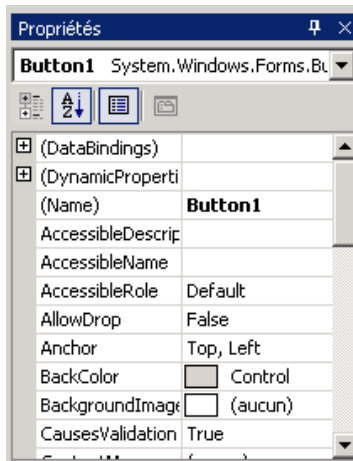 Propriétés
Button1 System.Windows.Forms.Bu
(DataBindings)
(DynamicProperti
(Name) Button1
AccessibleDescrip
AccessibleName
AccessibleRole Default
AllowDrop False
Anchor Top, Left
BackColor Control
BackgroundImage (aucun)
CausesValidation True